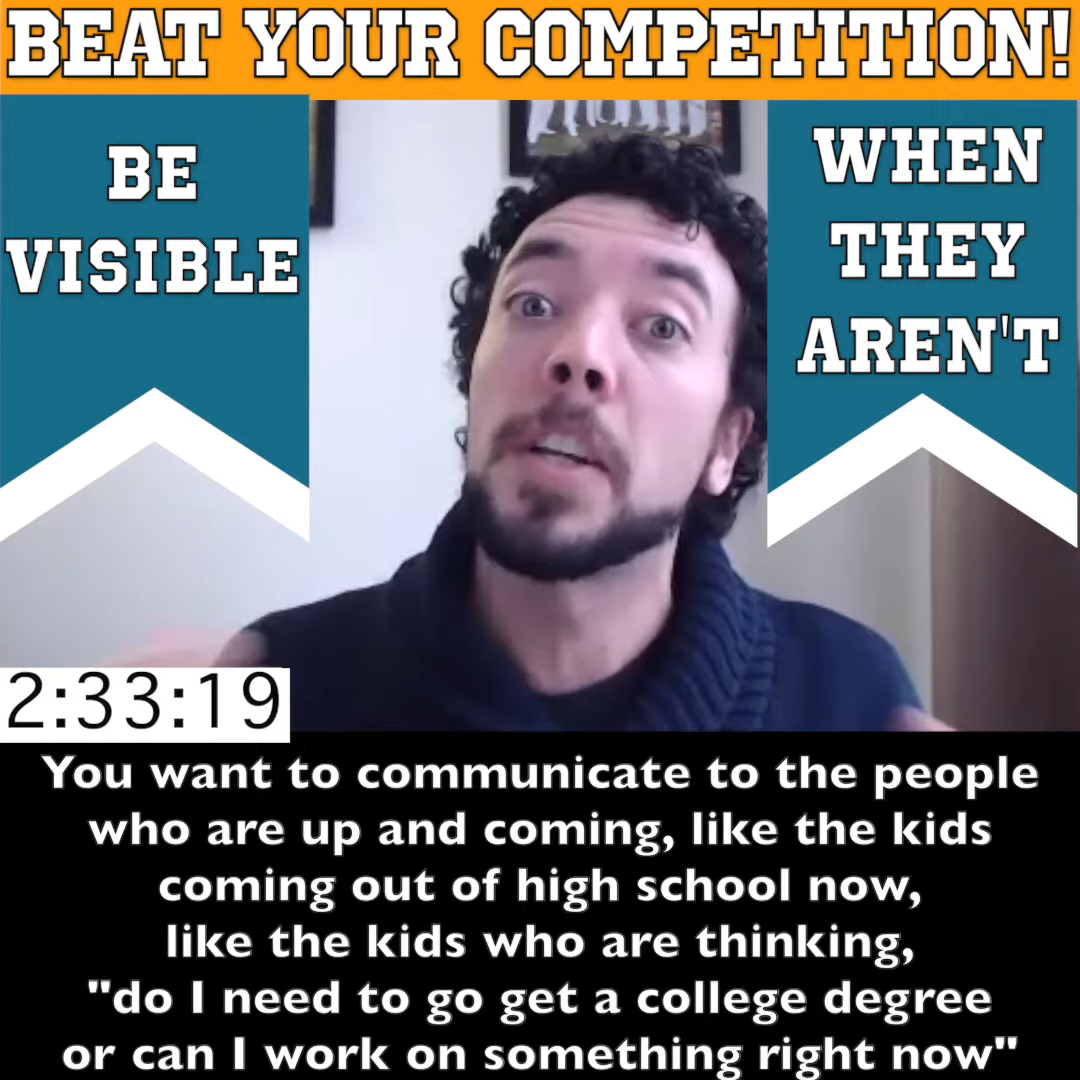 BEAT YOUR COMPETITION!
BE
VISIBLE
WHEN
THEY
AREN'T
2:33:19
You want to communicate to the people
who are up and coming, like the kids
coming out of high school now,
like the kids who are thinking,
"do I need to go get a college degree
or can I work on something right now"